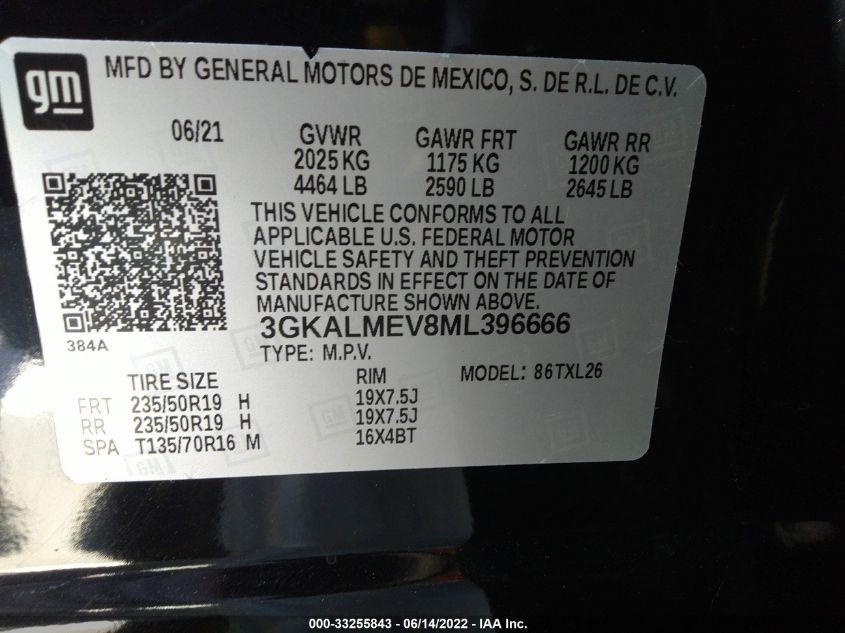 gm
MFD BY GENERAL MOTORS DE MEXICO, S. DE R.L. DE C.V.
06/21 GVWR GAWR FRT GAWR RR
2025 KG 1175 KG 1200 KG
4464 LB 2590 LB 2645 LB
THIS VEHICLE CONFORMS TO ALL
APPLICABLE U.S. FEDERAL MOTOR
VEHICLE SAFETY AND THEFT PREVENTION
STANDARDS IN EFFECT ON THE DATE OF
MANUFACTURE SHOWN ABOVE.
384A
3GKALMEV8ML396666
TYPE: M.P.V.
TIRE SIZE RIM MODEL: 86TXL26
FRT 235/50R19 H 19X7.5J
RR 235/50R19 H 19X7.5J
SPA T135/70R16 M 16X4BT
000-33255843 - 06/14/2022 - IAA Inc.